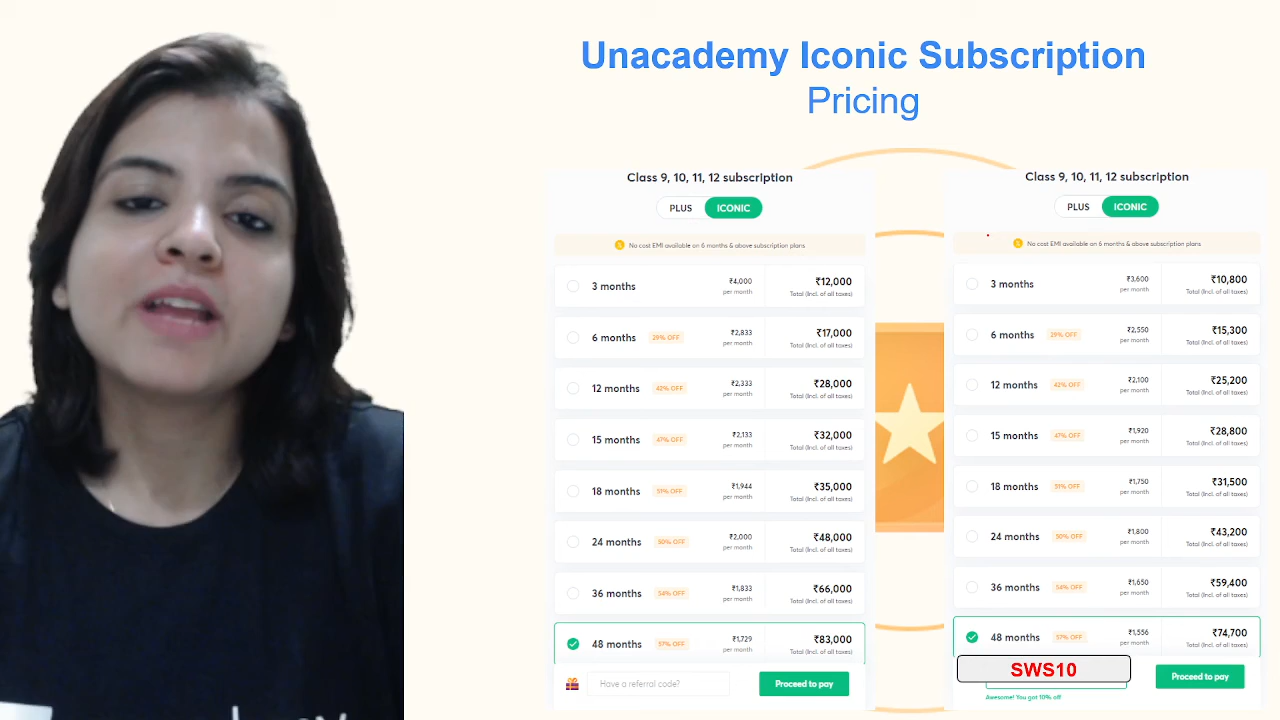 Unacademy Iconic Subscription
Pricing
Class 9, 10, 11, 12 subscription
PLUS ICONIC
No cost EMI available on 6 months & above subscription plans
3 months ₹4,000 per month ₹12,000 Total (Incl. of all taxes)
6 months 29% OFF ₹2,833 per month ₹17,000 Total (Incl. of all taxes)
12 months 42% OFF ₹2,333 per month ₹28,000 Total (Incl. of all taxes)
15 months 47% OFF ₹2,133 per month ₹32,000 Total (Incl. of all taxes)
18 months 51% OFF ₹1,944 per month ₹35,000 Total (Incl. of all taxes)
24 months 50% OFF ₹2,000 per month ₹48,000 Total (Incl. of all taxes)
36 months 54% OFF ₹1,833 per month ₹66,000 Total (Incl. of all taxes)
48 months 57% OFF ₹1,729 per month ₹83,000
Have a referral code? Proceed to pay
Class 9, 10, 11, 12 subscription
PLUS ICONIC
No cost EMI available on 6 months & above subscription plans
3 months ₹3,600 per month ₹10,800 Total (Incl. of all taxes)
6 months 29% OFF ₹2,550 per month ₹15,300 Total (Incl. of all taxes)
12 months 42% OFF ₹2,100 per month ₹25,200 Total (Incl. of all taxes)
15 months 47% OFF ₹1,920 per month ₹28,800 Total (Incl. of all taxes)
18 months 51% OFF ₹1,750 per month ₹31,500 Total (Incl. of all taxes)
24 months 50% OFF ₹1,800 per month ₹43,200 Total (Incl. of all taxes)
36 months 54% OFF ₹1,650 per month ₹59,400 Total (Incl. of all taxes)
48 months 57% OFF ₹1,556 per month ₹74,700 Total (Incl. of all taxes)
SWS10 Proceed to pay
Awesome! You got 10% off